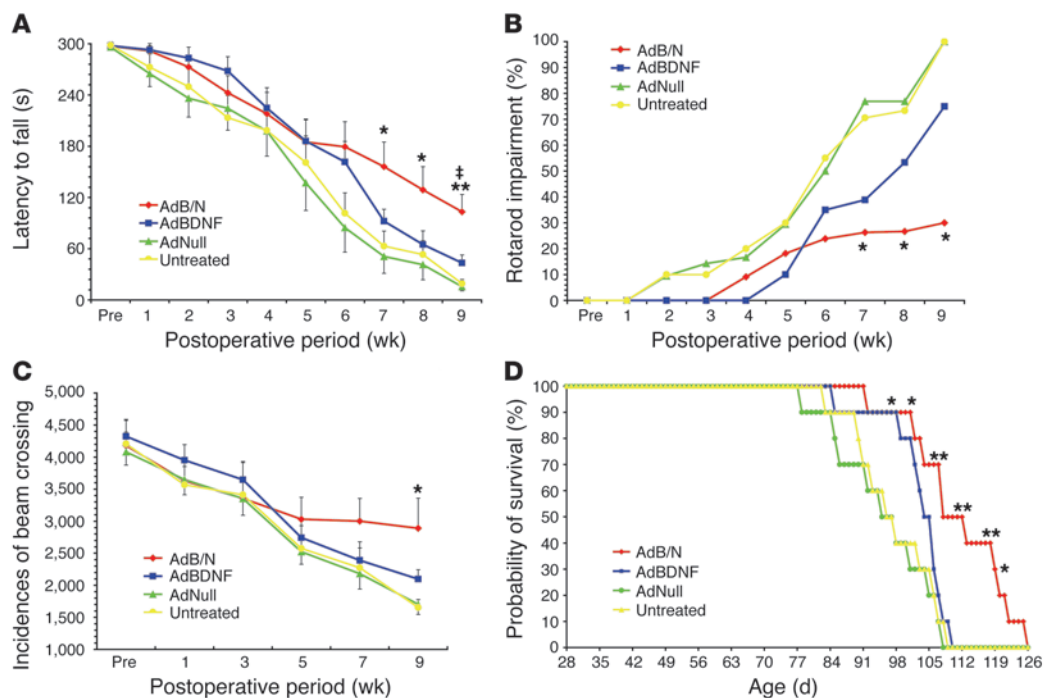 A
Latency to fall (s)
300
240
180
120
60
0
*
*
‡
**
AdB/N
AdBDNF
AdNull
Untreated
Pre 1 2 3 4 5 6 7 8 9
Postoperative period (wk)
B
Rotarod impairment (%)
100
90
80
70
60
50
40
30
20
10
0
AdB/N
AdBDNF
AdNull
Untreated
*
*
*
Pre 1 2 3 4 5 6 7 8 9
Postoperative period (wk)
C
Incidences of beam crossing
5,000
4,500
4,000
3,500
3,000
2,500
2,000
1,500
1,000
*
AdB/N
AdBDNF
AdNull
Untreated
Pre 1 3 5 7 9
Postoperative period (wk)
D
Probability of survival (%)
100
90
80
70
60
50
40
30
20
10
0
*
*
**
**
**
*
AdB/N
AdBDNF
AdNull
Untreated
28 35 42 49 56 63 70 77 84 91 98 105 112 119 126
Age (d)